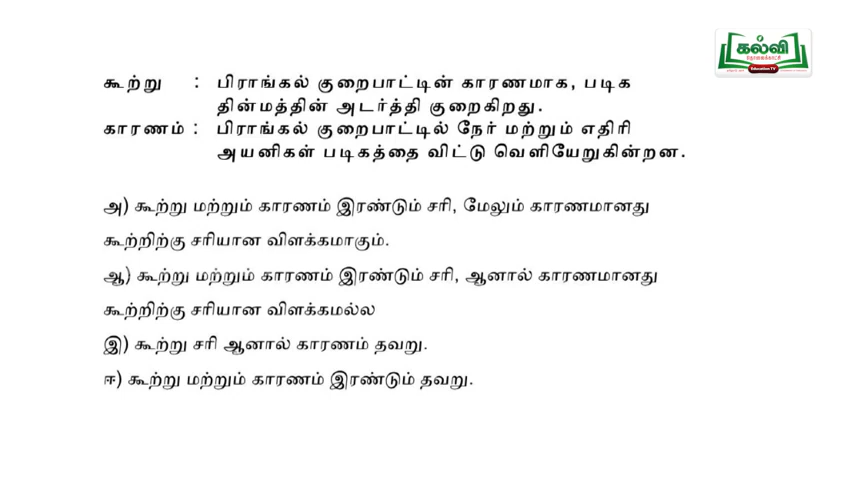 கல்வி
தொலைக்காட்சி
Education TV
கூற்று : பிராங்கல் குறைபாட்டின் காரணமாக, படிக
தின்மத்தின் அடர்த்தி குறைகிறது.
காரணம் : பிராங்கல் குறைபாட்டில் நேர் மற்றும் எதிரி
அயனிகள் படிகத்தை விட்டு வெளியேறுகின்றன.
அ) கூற்று மற்றும் காரணம் இரண்டும் சரி, மேலும் காரணமானது
கூற்றிற்கு சரியான விளக்கமாகும்.
ஆ) கூற்று மற்றும் காரணம் இரண்டும் சரி, ஆனால் காரணமானது
கூற்றிற்கு சரியான விளக்கமல்ல
இ) கூற்று சரி ஆனால் காரணம் தவறு.
ஈ) கூற்று மற்றும் காரணம் இரண்டும் தவறு.